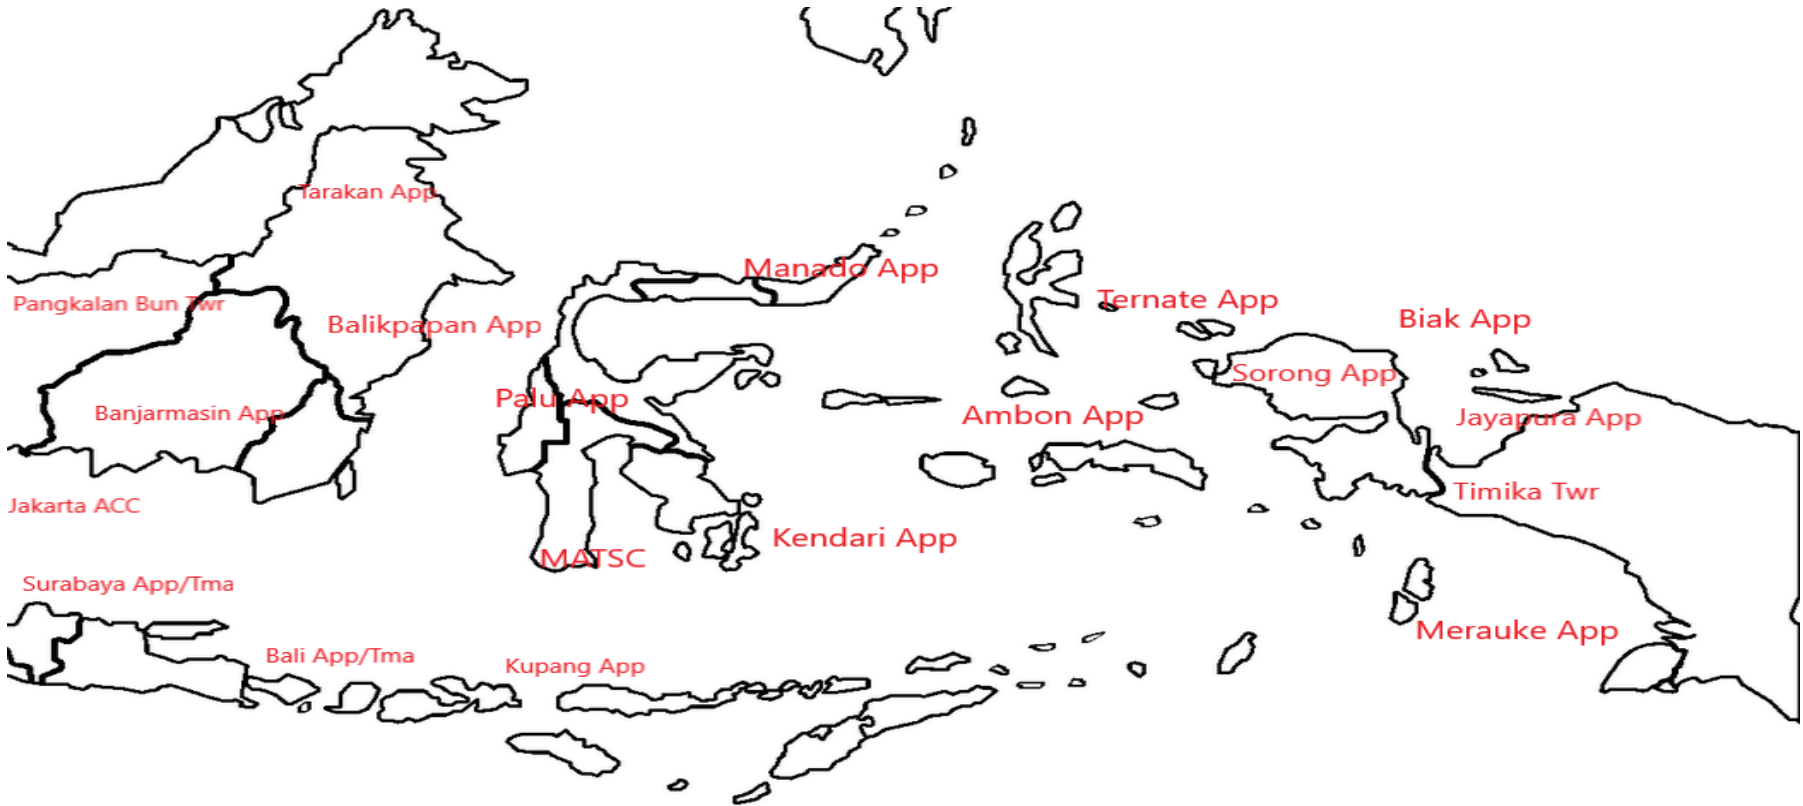 Tarakan App
Manado App
Pangkalan Bun Twr
Ternate App
Balikpapan App
Biak App
Sorong App
Palu App
Banjarmasin App
Ambon App
Jayapura App
Timika Twr
Jakarta ACC
Kendari App
MATSC
Surabaya App/Tma
Merauke App
Bali App/Tma
Kupang App